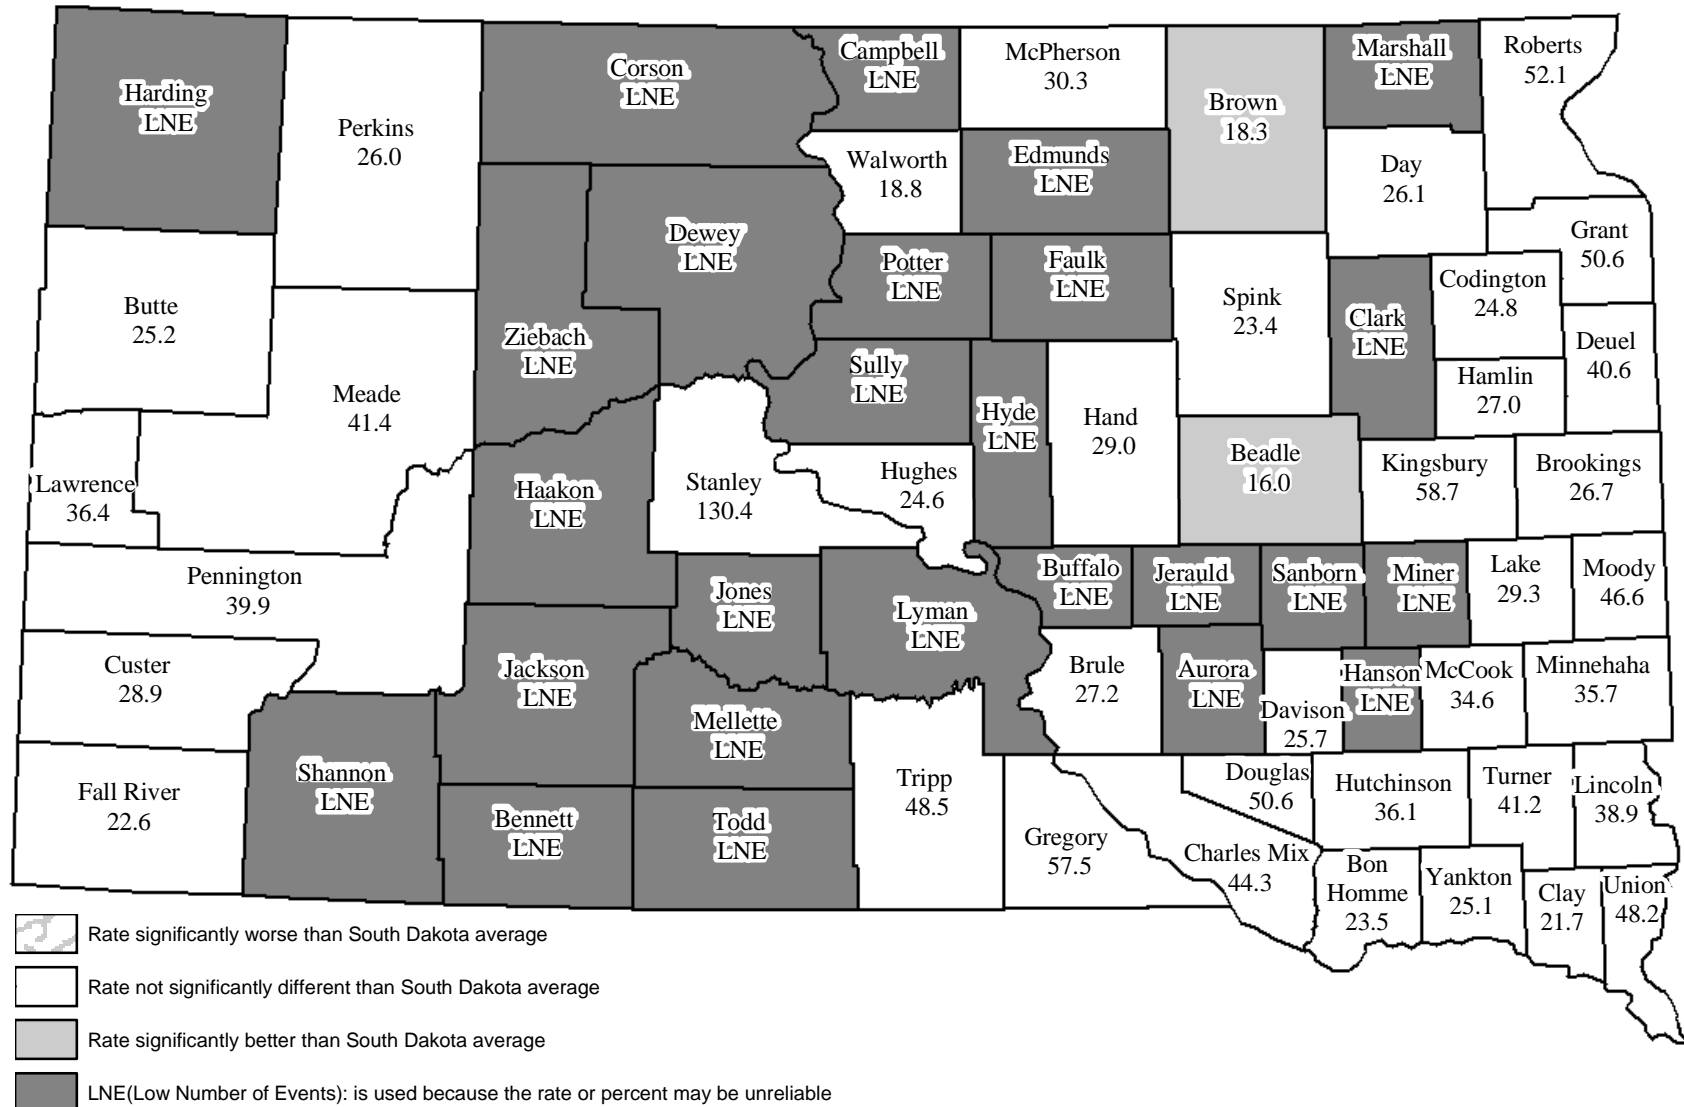 Harding
LNE
Perkins
26.0
Corson
LNE
Campbell
LNE
McPherson
30.3
Brown
18.3
Marshall
LNE
Roberts
52.1
Walworth
18.8
Edmunds
LNE
Day
26.1
Dewey
LNE
Potter
LNE
Faulk
LNE
Grant
50.6
Butte
25.2
Ziebach
LNE
Spink
23.4
Clark
LNE
Codington
24.8
Deuel
40.6
Meade
41.4
Sully
LNE
Hyde
LNE
Hand
29.0
Hamlin
27.0
Lawrence
36.4
Haakon
LNE
Stanley
130.4
Hughes
24.6
Beadle
16.0
Kingsbury
58.7
Brookings
26.7
Pennington
39.9
Jones
LNE
Lyman
LNE
Buffalo
LNE
Jerauld
LNE
Sanborn
LNE
Miner
LNE
Lake
29.3
Moody
46.6
Custer
28.9
Jackson
LNE
Mellette
LNE
Brule
27.2
Aurora
LNE
Davison
25.7
Hanson
LNE
McCook
34.6
Minnehaha
35.7
Fall River
22.6
Shannon
LNE
Bennett
LNE
Todd
LNE
Tripp
48.5
Gregory
57.5
Douglas
50.6
Hutchinson
36.1
Turner
41.2
Lincoln
38.9
Charles Mix
44.3
Bon
Homme
23.5
Yankton
25.1
Clay
21.7
Union
48.2
Rate significantly worse than South Dakota average
Rate not significantly different than South Dakota average
Rate significantly better than South Dakota average
LNE(Low Number of Events): is used because the rate or percent may be unreliable